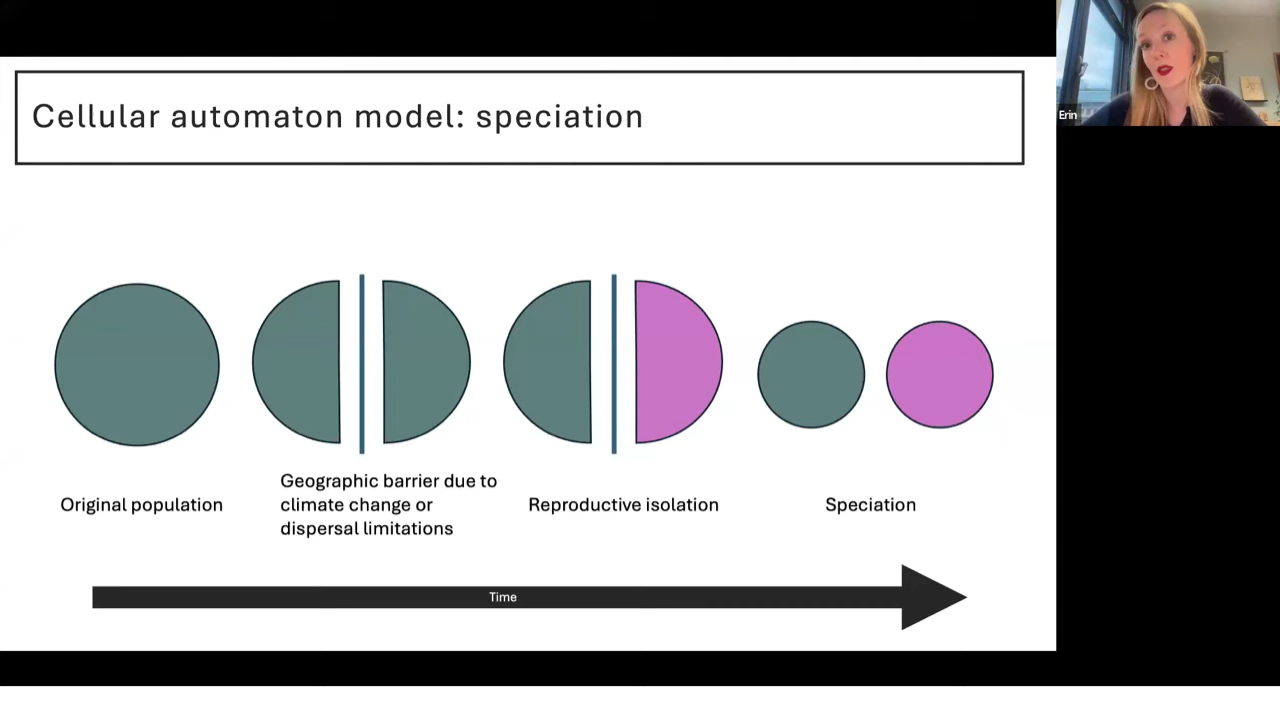 Cellular automaton model: speciation
Erin
Original population
Geographic barrier due to
climate change or
dispersal limitations
Reproductive isolation
Speciation
Time